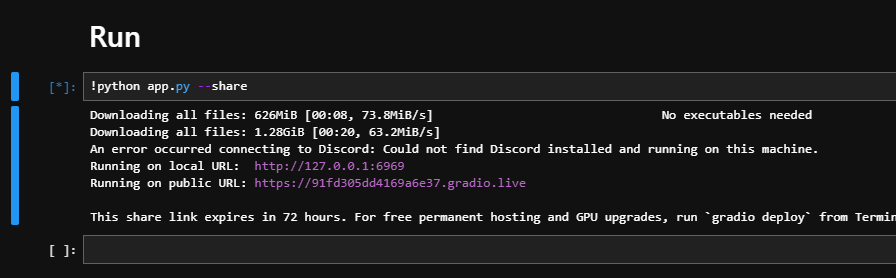 Run
[*]: !python app.py --share
Downloading all files: 626MiB [00:08, 73.8MiB/s] No executables needed
Downloading all files: 1.28GiB [00:20, 63.2MiB/s]
An error occurred connecting to Discord: Could not find Discord installed and running on this machine.
Running on local URL: http://127.0.0.1:6969
Running on public URL: https://91fd305dd4169a6e37.gradio.live
This share link expires in 72 hours. For free permanent hosting and GPU upgrades, run `gradio deploy` from Termin
[ ]: